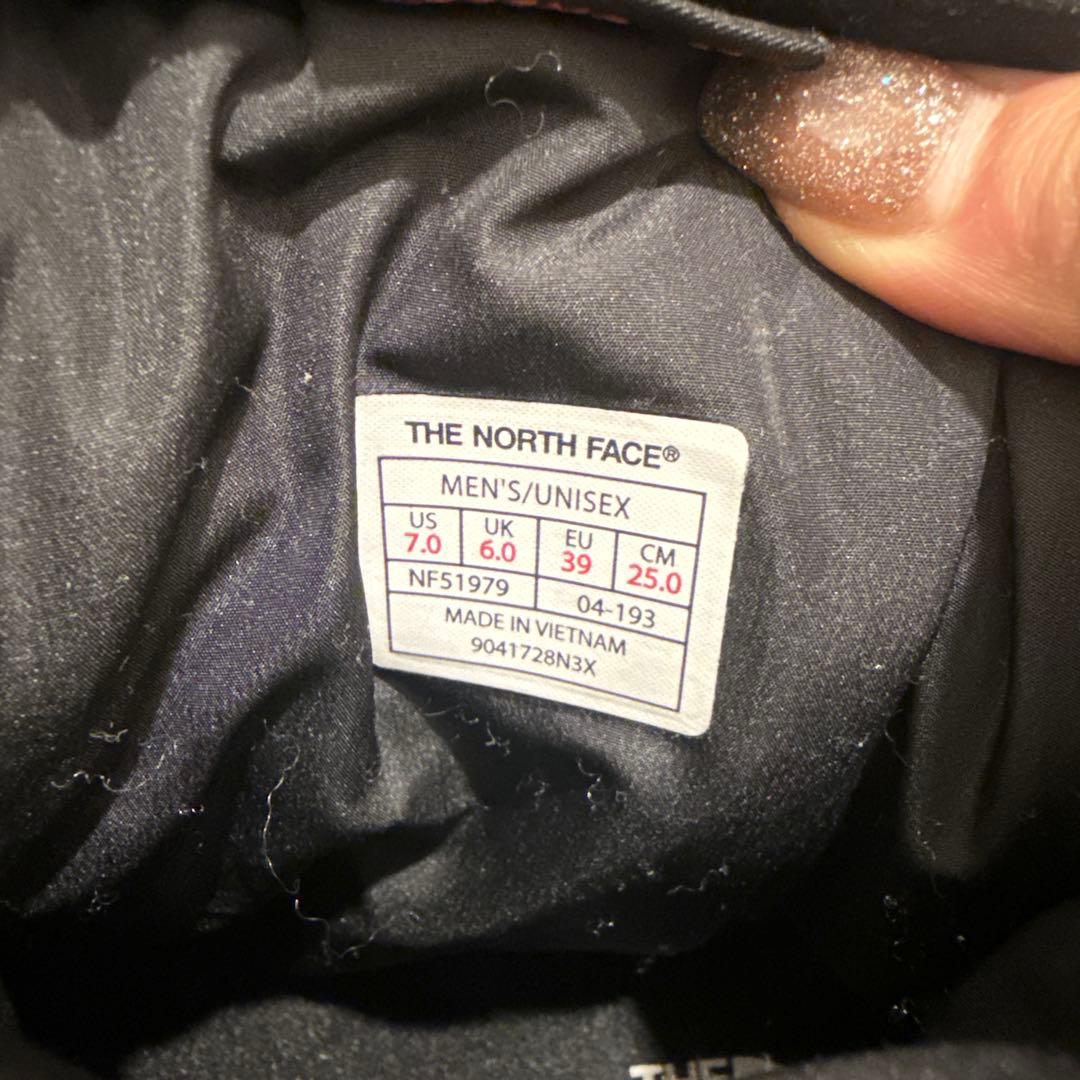 THE NORTH FACE®
MEN'S/UNISEX
US UK EU CM
7.0 6.0 39 25.0
NF51979 04-193
MADE IN VIETNAM
9041728N3X
THE